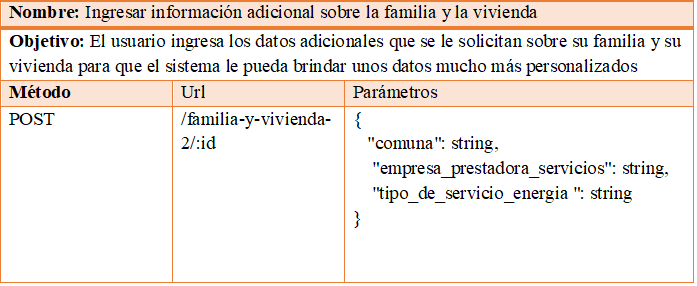 Nombre: Ingresar información adicional sobre la familia y la vivienda
Objetivo: El usuario ingresa los datos adicionales que se le solicitan sobre su familia y su
vivienda para que el sistema le pueda brindar unos datos mucho más personalizados
Método Url Parámetros
POST /familia-y-vivienda-
2/:id
{
"comuna": string,
"empresa_prestadora_servicios": string,
"tipo_de_servicio_energia ": string
}